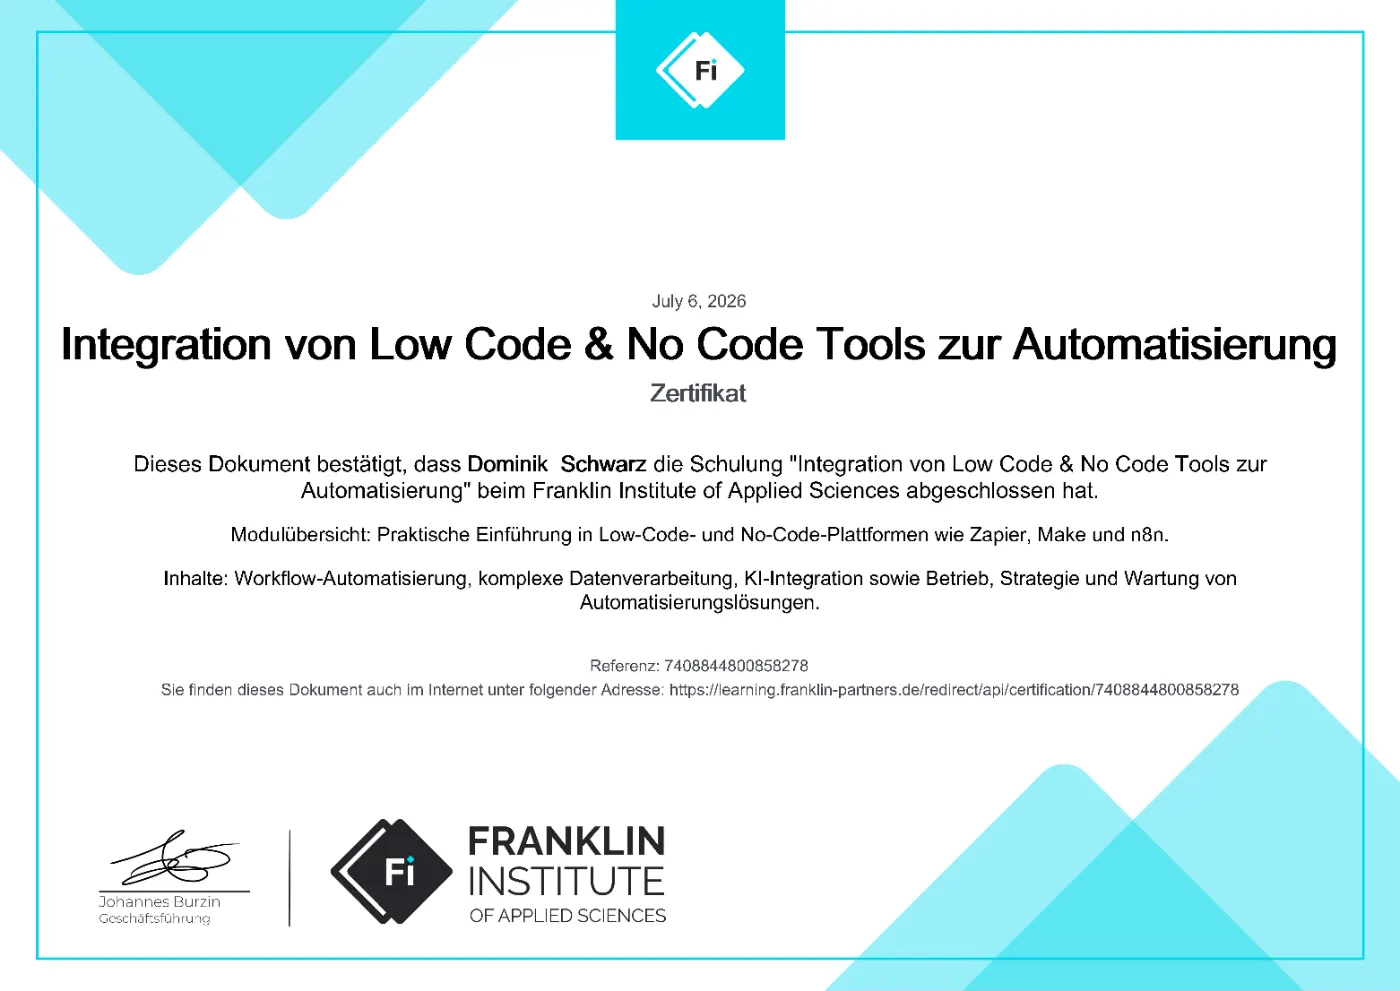 Fi
July 6, 2026
Integration von Low Code & No Code Tools zur Automatisierung
Zertifikat
Dieses Dokument bestätigt, dass Dominik  Schwarz die Schulung "Integration von Low Code & No Code Tools zur
Automatisierung" beim Franklin Institute of Applied Sciences abgeschlossen hat.
Modulübersicht: Praktische Einführung in Low-Code- und No-Code-Plattformen wie Zapier, Make und n8n.
Inhalte: Workflow-Automatisierung, komplexe Datenverarbeitung, KI-Integration sowie Betrieb, Strategie und Wartung von
Automatisierungslösungen.
Referenz: 7408844800858278
Sie finden dieses Dokument auch im Internet unter folgender Adresse: https://learning.franklin-partners.de/redirect/api/certification/7408844800858278
Johannes Burzin
Geschäftsführung
Fi
FRANKLIN
INSTITUTE
OF APPLIED SCIENCES